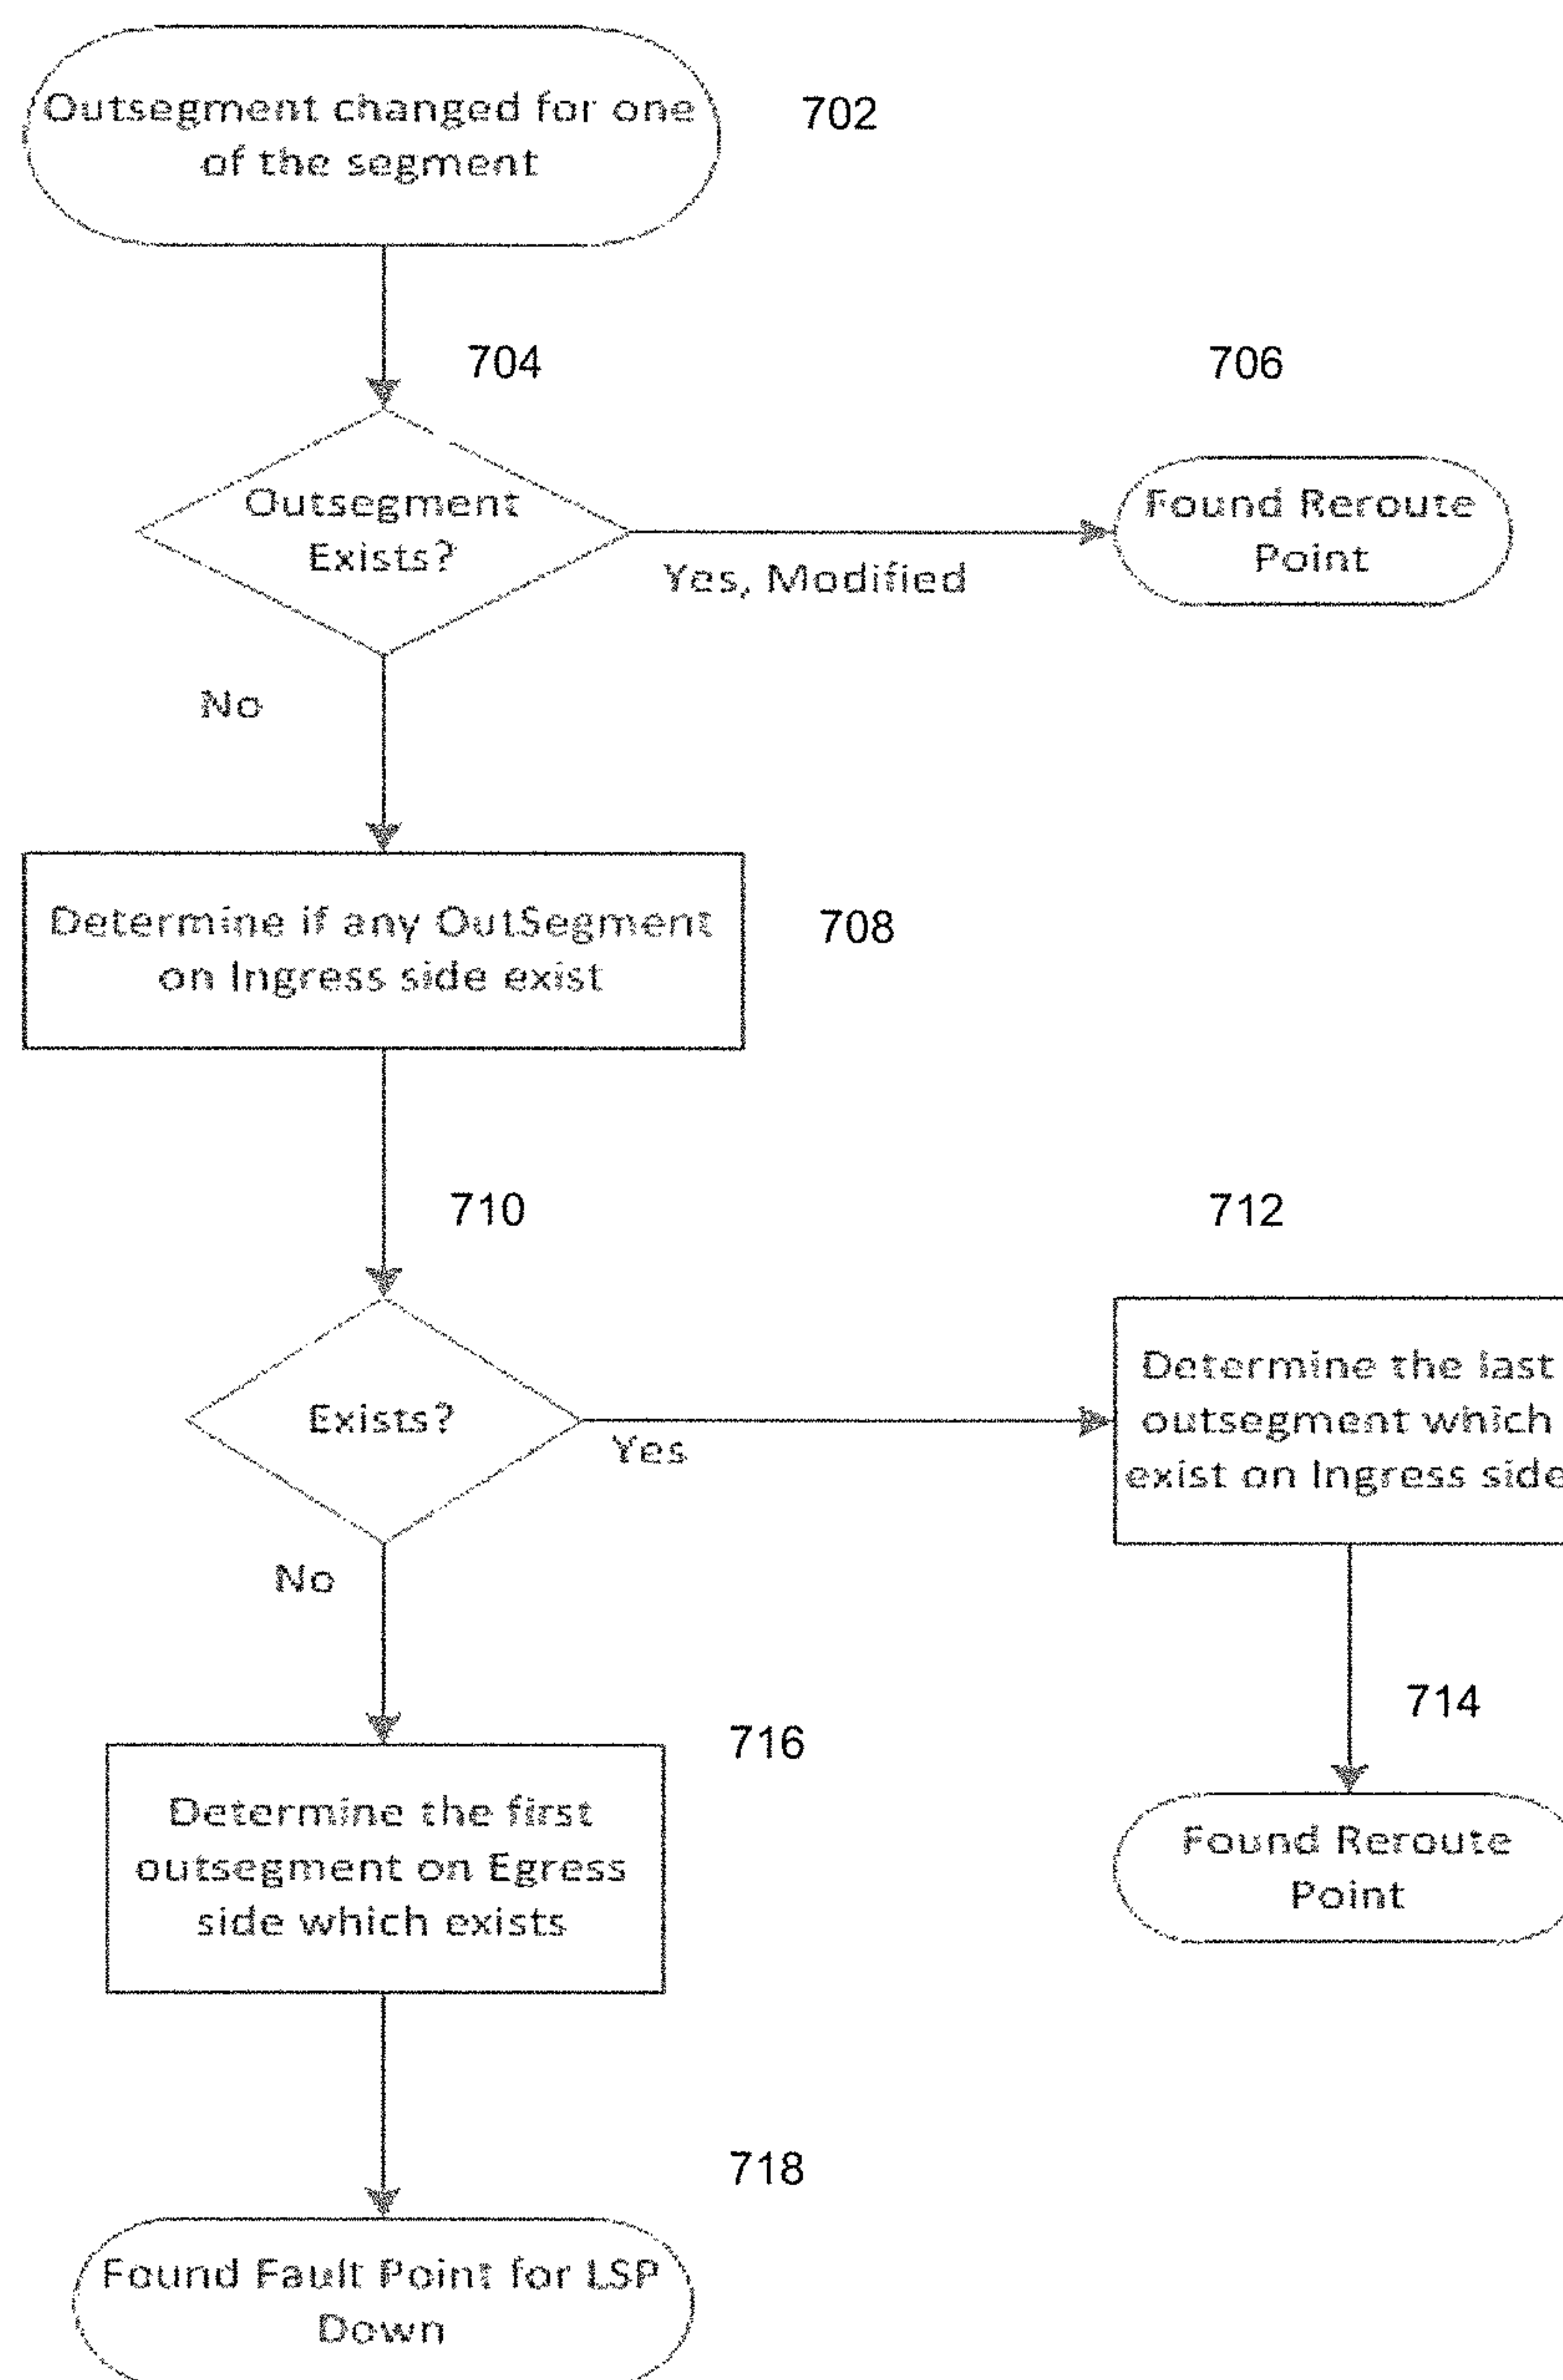 Outsegment changed for one
of the segment
702
704
706
Outsegment
Exists?
Found Reroute
Point
Yes, Modified
No
Determine if any OutSegment
on Ingress side exist
708
710
712
Exists?
Yes
Determine the last
outsegment which
exist on Ingress side
No
714
716
Determine the first
outsegment on Egress
side which exists
Found Reroute
Point
718
Found Fault Point for LSP
Down